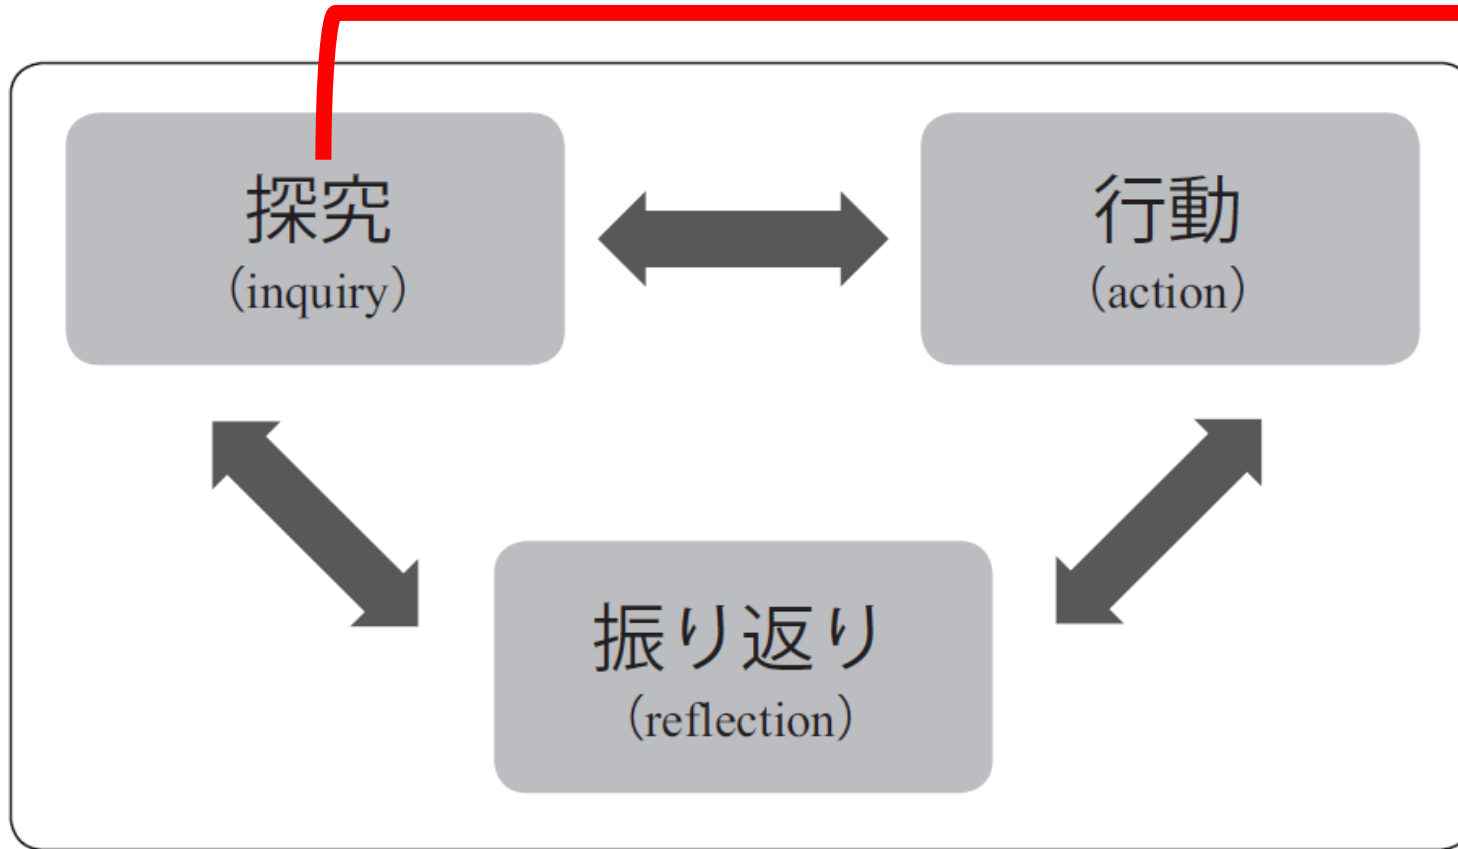 探究
（inquiry）
行動
（action）
振り返り
（reflection）